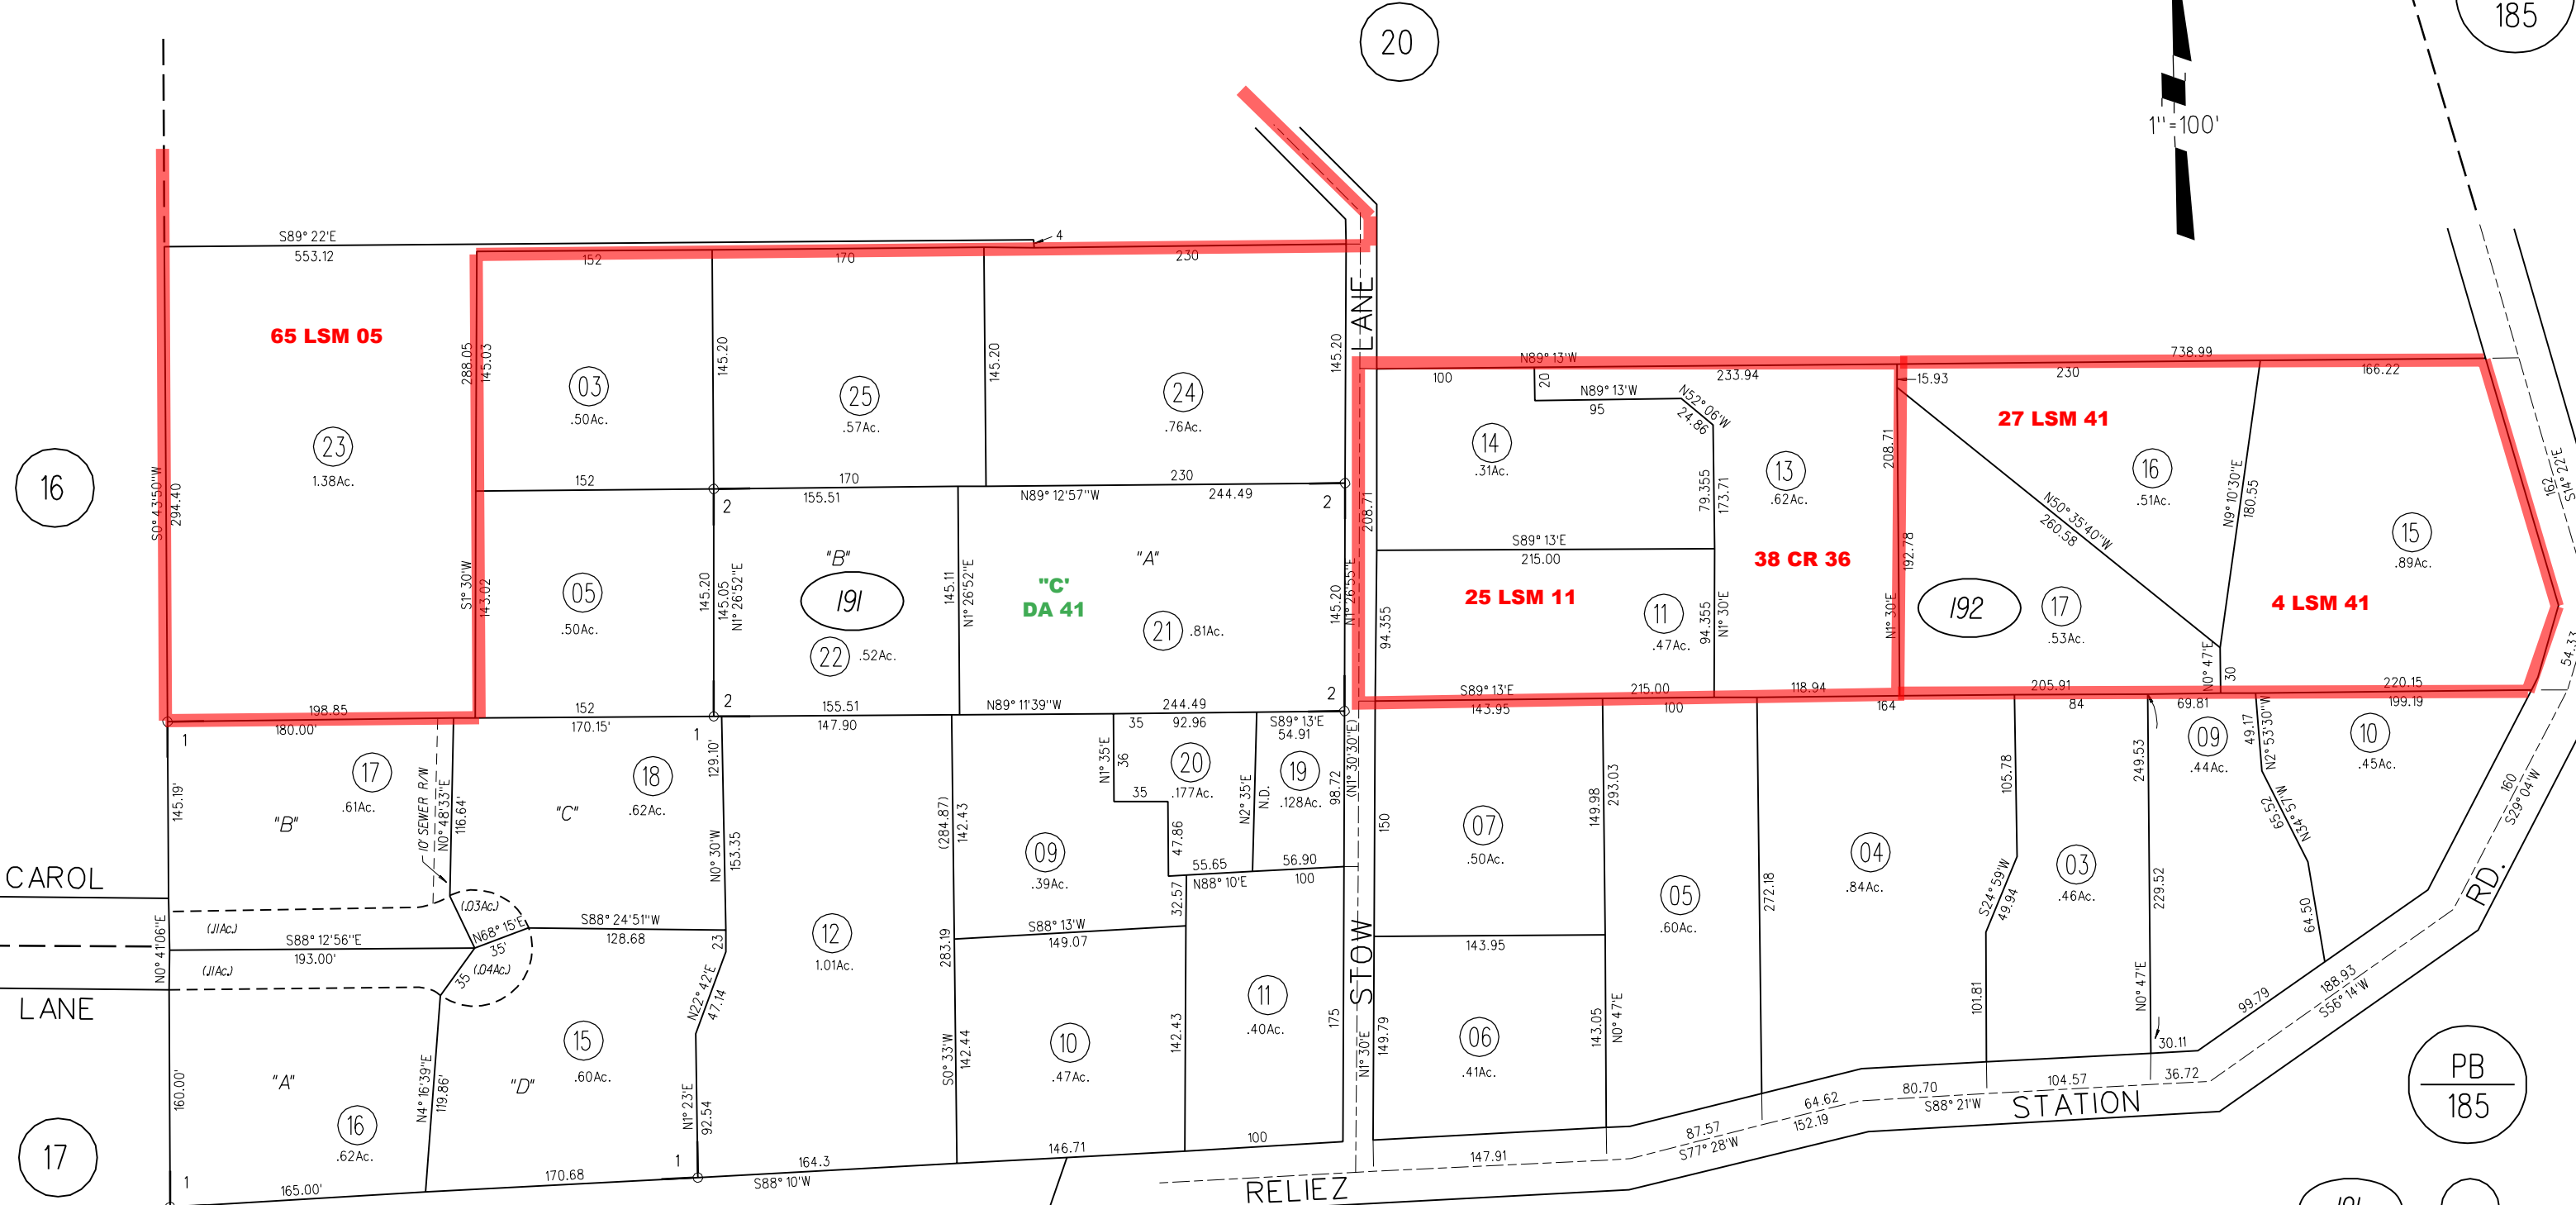 185
20
1"=100'
S89° 22'E
553.12
4
152
170
230
LANE
N89° 13'W
738.99
100
20
233.94
15.93
230
166.22
65 LSM 05
288.05
145.03
145.20
145.20
145.20
N89° 13'W
95
N52° 06'W
24.86
27 LSM 41
03
.50Ac.
25
.57Ac.
24
.76Ac.
14
.31Ac.
13
.62Ac.
208.71
16
.51Ac.
23
1.38Ac.
16
S0° 43'50"W
294.40
152
170
155.51
N89° 12'57"W
230
244.49
2
2
208.71
79.355
173.71
N50° 35'40"W
260.58
N9° 10'30"E
180.55
162
S14° 22'E
15
.89Ac.
S89° 13'E
215.00
38 CR 36
192.78
S1° 30'W
143.02
05
.50Ac.
145.20
145.05
N1° 26'52"E
"B"
191
22
.52Ac.
145.11
N1° 26'52"E
"C'
DA 41
"A"
21
.81Ac.
145.20
N1° 26'55"E
94.355
25 LSM 11
11
.47Ac.
94.355
N1° 30'E
N1° 30'E
192
17
.53Ac.
4 LSM 41
N0° 47'E
30
54.33
198.85
180.00'
1
152
170.15'
1
2
155.51
147.90
N89° 11'39"W
244.49
2
S89° 13'E
143.95
215.00
100
118.94
164
205.91
84
69.81
220.15
199.19
35
92.96
S89° 13'E
54.91
17
.61Ac.
10' SEWER R/W
N0° 48'33"E
116.64'
18
.62Ac.
129.10'
N1° 35'E
36
35
20
.177Ac.
N2° 35'E
N.D.
19
.128Ac.
98.72
(N1° 30'30"E)
145.19'
"B"
"C"
N0° 30'W
153.35
(284.87)
142.43
09
.39Ac.
47.86
55.65
N88° 10'E
56.90
100
150
07
.50Ac.
149.98
293.03
105.78
249.53
09
.44Ac.
49.17
N2° 53'30"W
10
.45Ac.
65.52
N34° 57'W
160
S29° 04'W
CAROL
(.03Ac.)
(.11Ac.)
S88° 12'56"E
193.00'
(.11Ac.)
N68° 15'E
35'
(.04Ac.)
35
S88° 24'51"W
128.68
23
12
1.01Ac.
283.19
S88° 13'W
149.07
32.57
143.95
05
.60Ac.
272.18
04
.84Ac.
S24° 59'W
49.94
03
.46Ac.
229.52
64.50
RD.
N0° 41'06"E
LANE
N22° 42'E
47.14
11
.40Ac.
STOW
175
101.81
N0° 47'E
99.79
188.93
S56° 14'W
160.00'
"A"
N4° 16'39"E
119.86'
15
.60Ac.
"D"
S0° 33'W
142.44
10
.47Ac.
142.43
N1° 30'E
149.79
06
.41Ac.
143.05
N0° 47'E
30.11
16
.62Ac.
N1° 23'E
92.54
17
1
165.00'
170.68
1
164.3
S88° 10'W
146.71
100
RELIEZ
147.91
87.57
S77° 28'W
64.62
152.19
80.70
S88° 21'W
104.57
36.72
STATION
PB
185
191